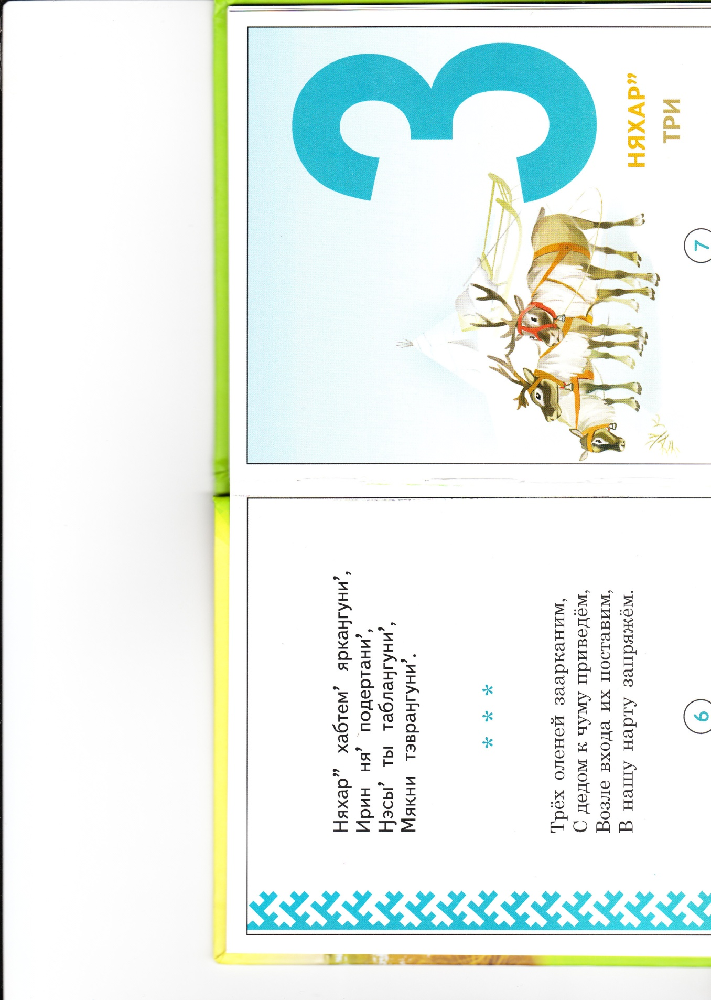 Няхар” хабтем’ яркаӈгуни’,
Ирин ня’ подертани’,
Ӈэсы’ ты таблаӈгуни’,
Мякни тэвраӈгуни’.
* * *
Трёх оленей заарканим,
С дедом к чуму приведём,
Возле входа их поставим,
В нашу нарту запряжём.
6
3
НЯХАР”
ТРИ
7